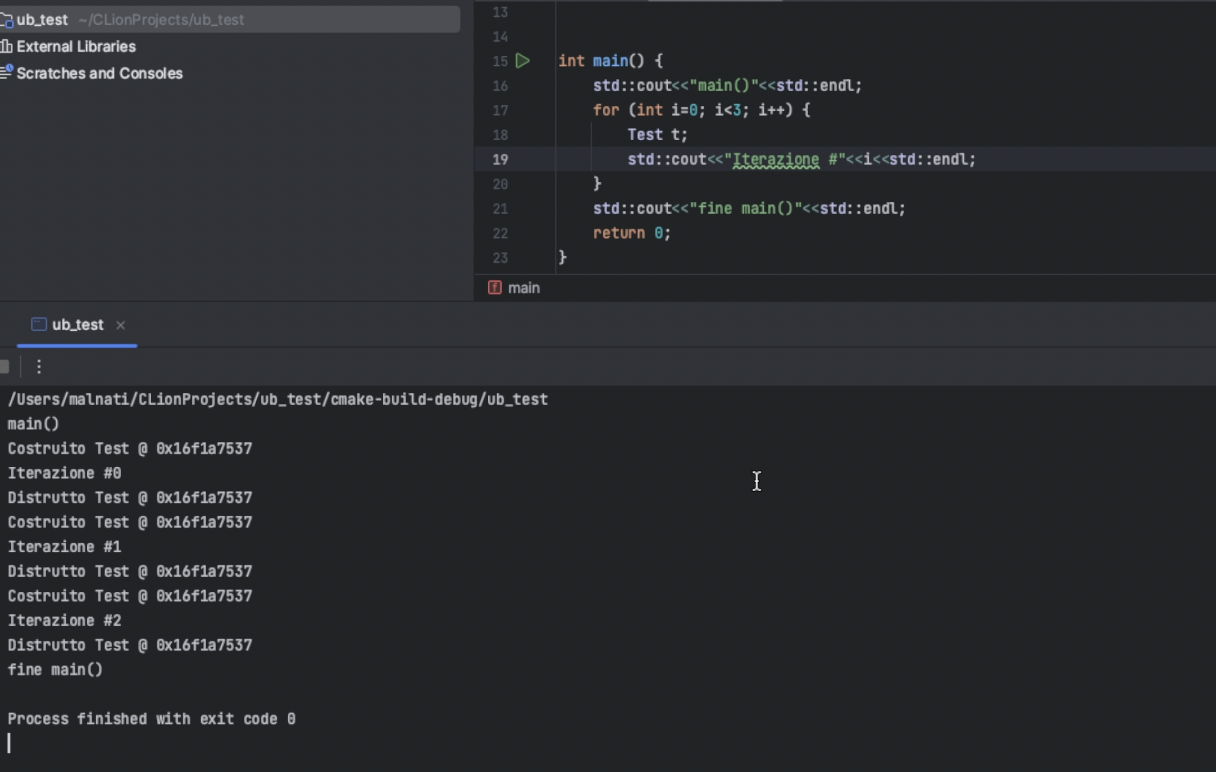 ub_test ~/CLionProjects/ub_test
External Libraries
Scratches and Consoles
13
14
15 int main() {
16 std::cout<<"main()"<<std::endl;
17 for (int i=0; i<3; i++) {
18 Test t;
19 std::cout<<"Iterazione #"<<i<<std::endl;
20 }
21 std::cout<<"fine main()"<<std::endl;
22 return 0;
23 }
f main
ub_test ×
/Users/malnati/CLionProjects/ub_test/cmake-build-debug/ub_test
main()
Costruito Test @ 0x16f1a7537
Iterazione #0
Distrutto Test @ 0x16f1a7537
Costruito Test @ 0x16f1a7537
Iterazione #1
Distrutto Test @ 0x16f1a7537
Costruito Test @ 0x16f1a7537
Iterazione #2
Distrutto Test @ 0x16f1a7537
fine main()
Process finished with exit code 0